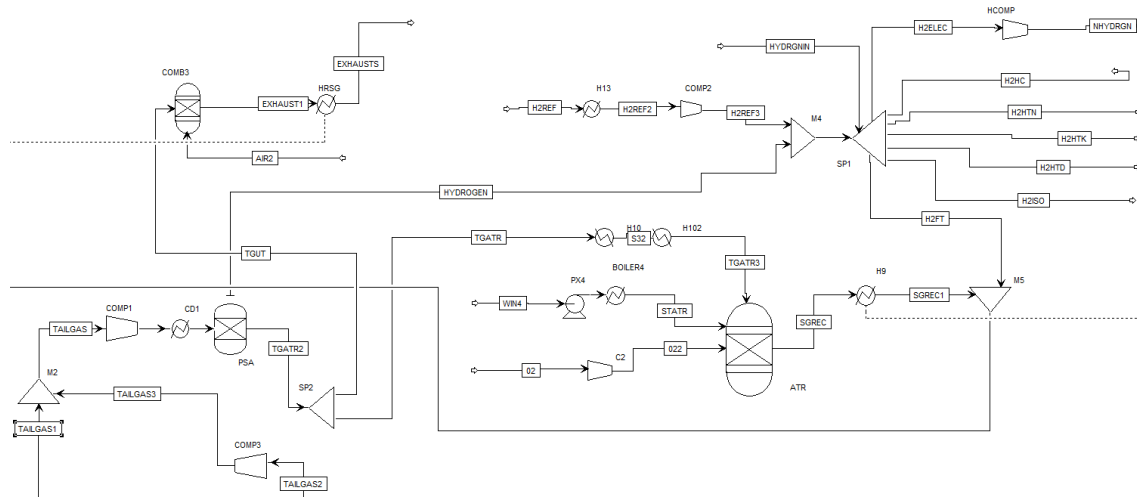 HCOMP
H2ELEC
NHYDRGN
HYDRGNIN
EXHAUSTS
COMB3
HRSG
EXHAUST1
H13
COMP2
H2REF
H2REF2
H2REF3
M4
SP1
H2HC
H2HTN
H2HTK
H2HTD
H2ISO
H2FT
AIR2
HYDROGEN
TGUT
TGATR
H10
S32
H102
TGATR3
BOILER4
PX4
WIN4
STATR
H9
SGREC1
M5
SGREC
COMP1
CD1
TAILGAS
PSA
TGATR2
C2
02
022
ATR
SP2
M2
TAILGAS3
TAILGAS1
COMP3
TAILGAS2